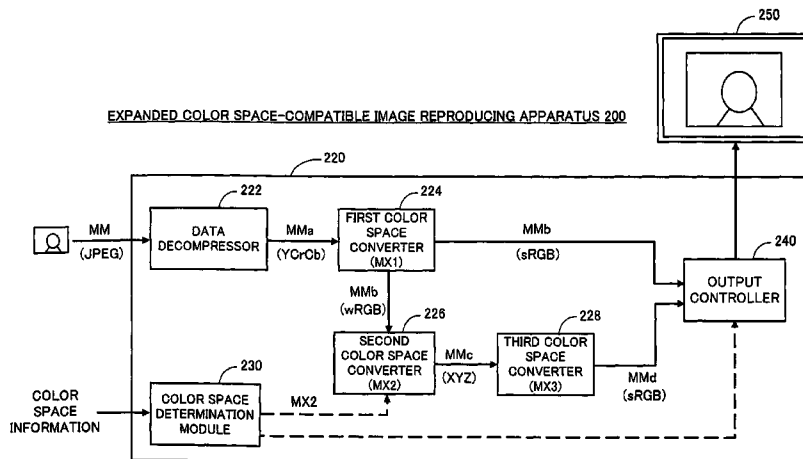 250
EXPANDED COLOR SPACE-COMPATIBLE IMAGE REPRODUCING APPARATUS 200
220
222
DATA
DECOMPRESSOR
224
FIRST COLOR
SPACE
CONVERTER
(MX1)
MM
(JPEG)
MMa
(YCrCb)
MMb
(sRGB)
240
OUTPUT
CONTROLLER
MMb
(wRGB)
226
SECOND
COLOR SPACE
CONVERTER
(MX2)
MMc
(XYZ)
228
THIRD COLOR
SPACE
CONVERTER
(MX3)
MMd
(sRGB)
230
COLOR
SPACE
INFORMATION
COLOR SPACE
DETERMINATION
MODULE
MX2